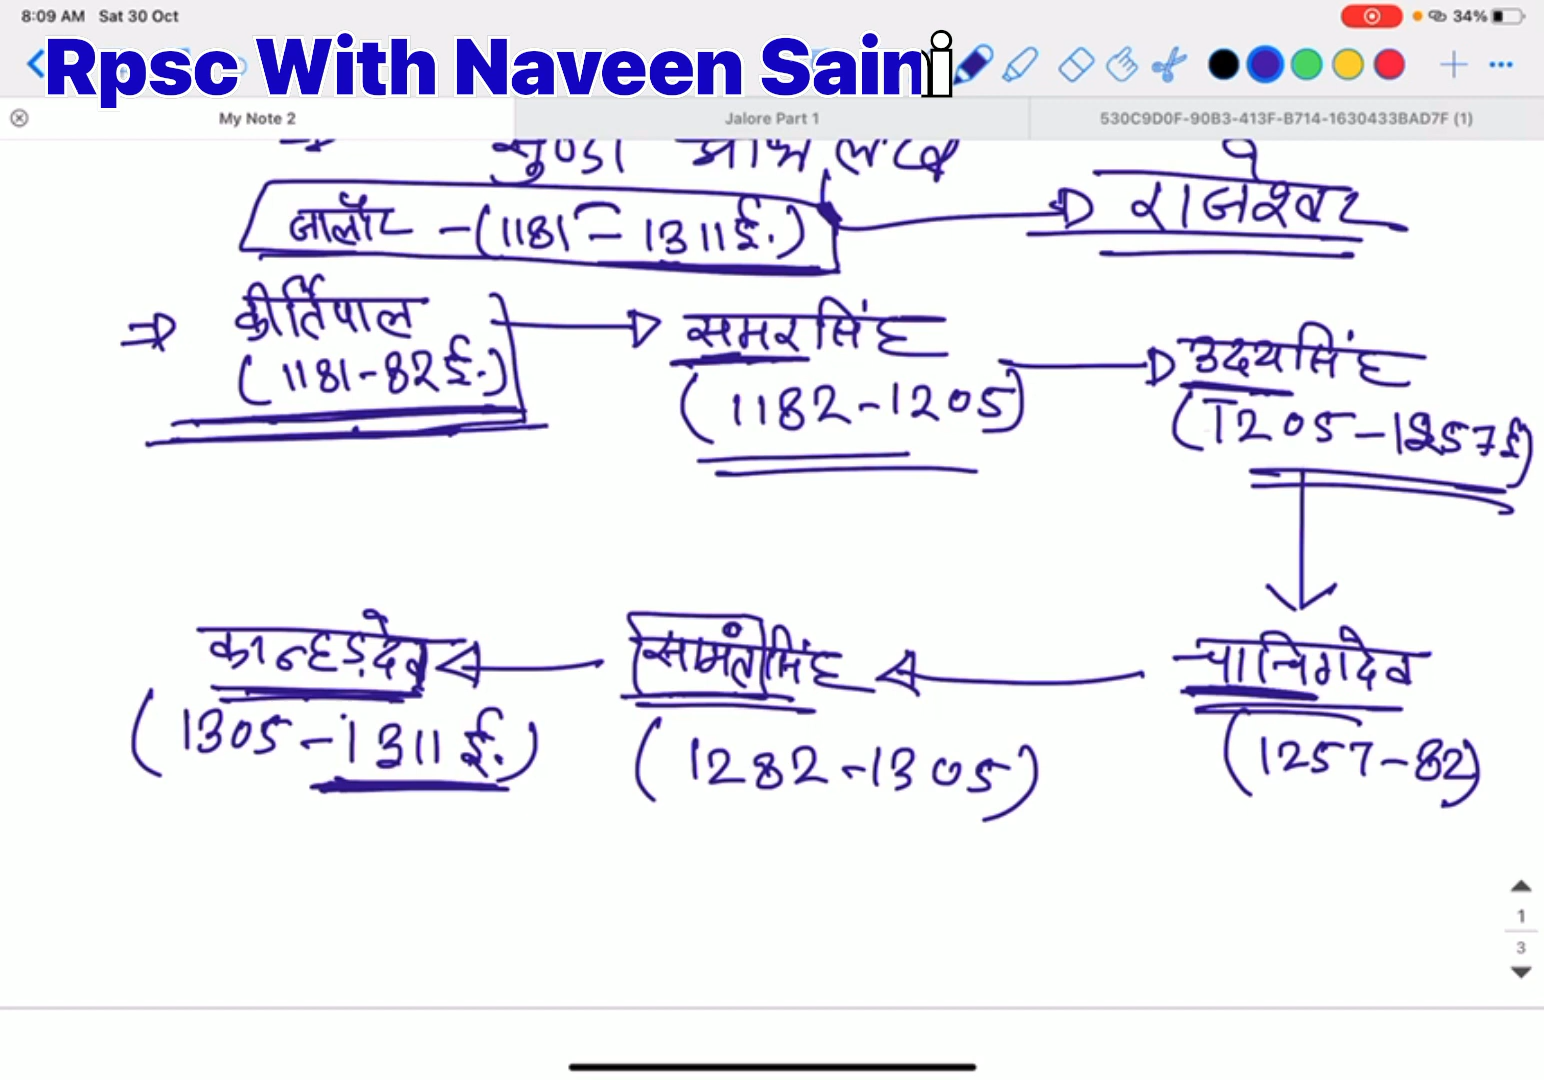 8:09 AM Sat 30 Oct
34%
Rpsc With Naveen Saini
My Note 2
Jalore Part 1
530C9D0F-90B3-413F-B714-1630433BAD7F (1)
जालौर - (1181 - 1311 ई.)
राजेश्वर
कीर्तिपाल
(1181-82 ई.)
समरसिंह
(1182-1205)
उदयसिंह
(1205-1257 ई)
कान्हड़देव
(1305-1311 ई.)
सामंतसिंह
(1282-1305)
चाचिगदेव
(1257-82)
1
3